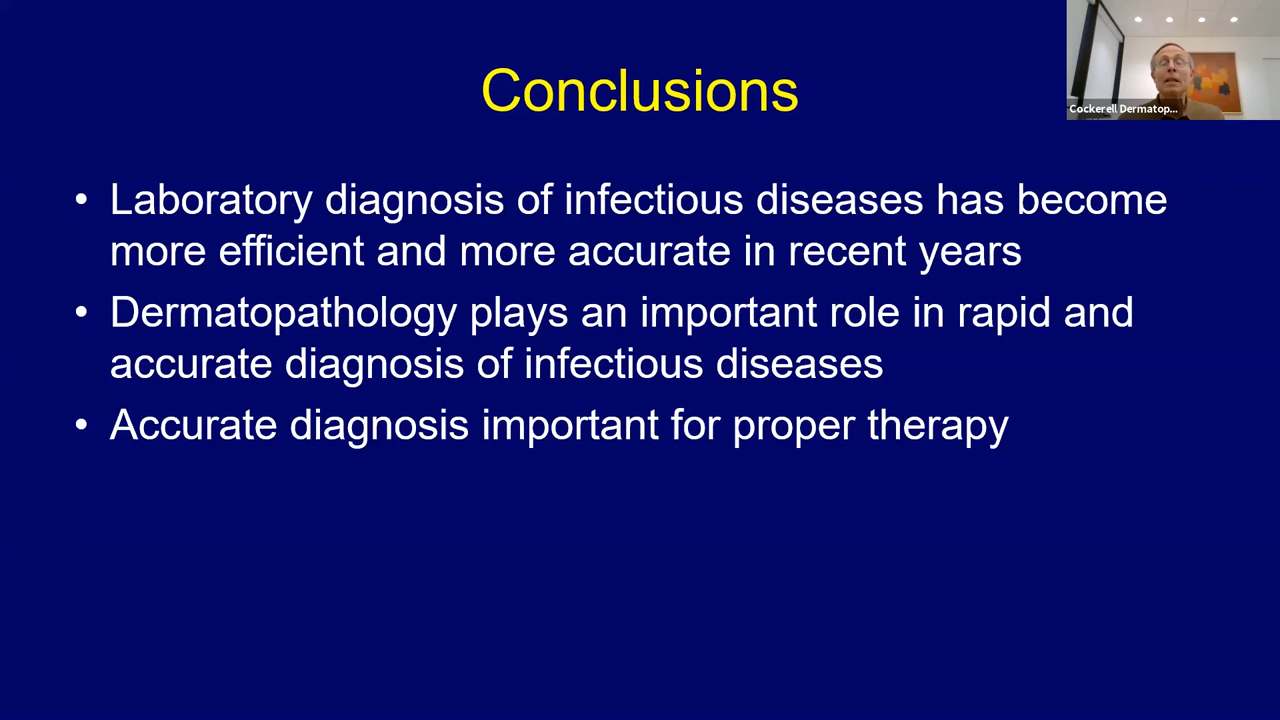 Conclusions
Cockerell Dermatop...
• Laboratory diagnosis of infectious diseases has become
more efficient and more accurate in recent years
• Dermatopathology plays an important role in rapid and
accurate diagnosis of infectious diseases
• Accurate diagnosis important for proper therapy